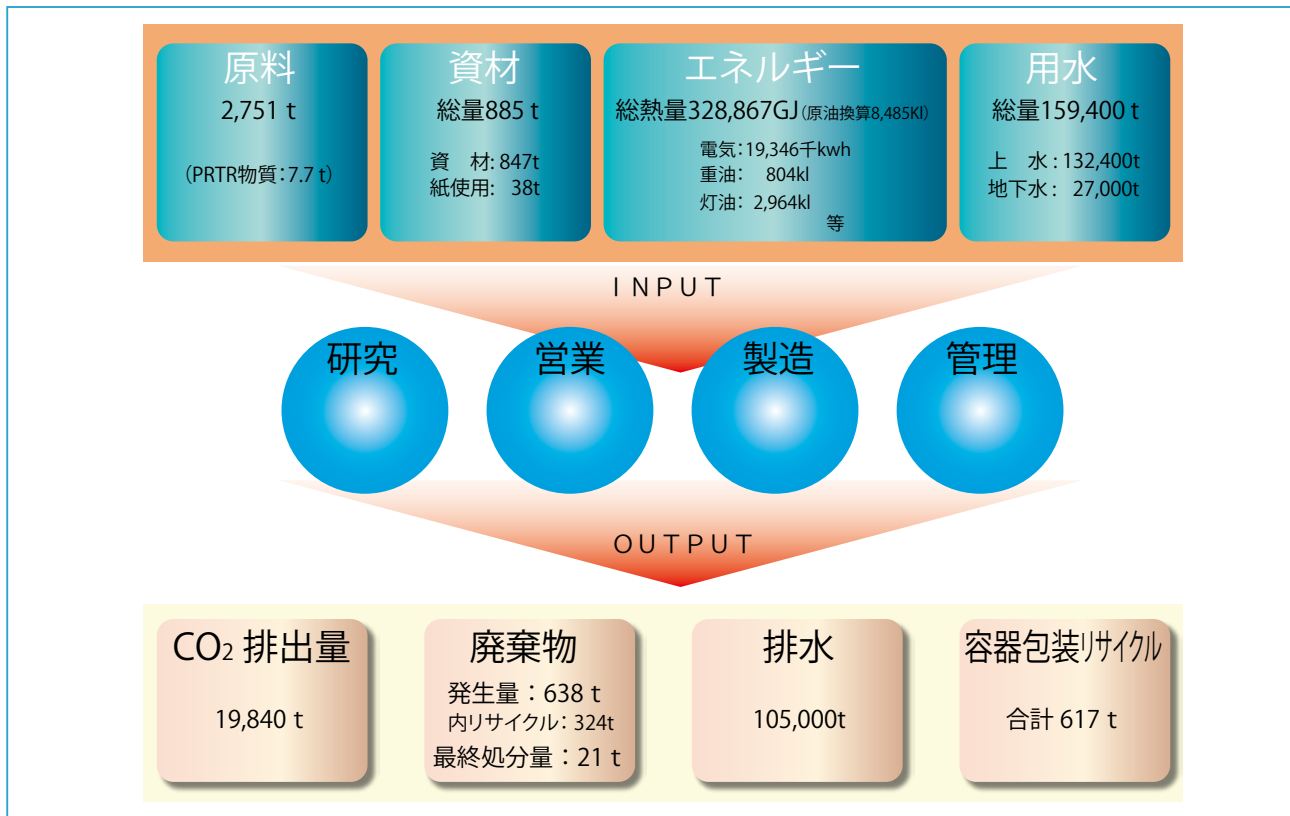 原料
2,751 t
(PRTR物質:7.7 t)
資材
総量885 t
資 材: 847t
紙使用: 38t
エネルギー
総熱量328,867GJ(原油換算8,485Kl)
電気:19,346千kwh
重油: 804kl
灯油: 2,964kl
等
用水
総量159,400 t
上 水:132,400t
地下水: 27,000t
INPUT
研究
営業
製造
管理
OUTPUT
CO₂ 排出量
19,840 t
廃棄物
発生量:638 t
内リサイクル: 324t
最終処分量:21 t
排水
105,000t
容器包装リサイクル
合計 617 t